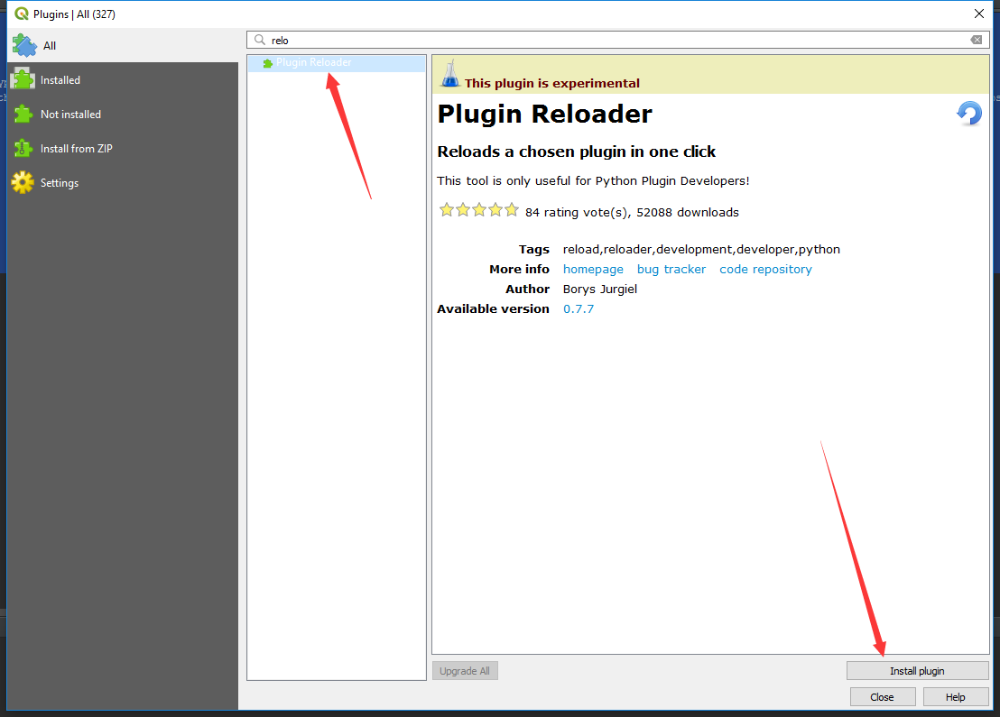 Plugins | All (327)
All
Installed
Not installed
Install from ZIP
Settings
relo
Plugin Reloader
This plugin is experimental
Plugin Reloader
Reloads a chosen plugin in one click
This tool is only useful for Python Plugin Developers!
84 rating vote(s), 52088 downloads
Tags reload,reloader,development,developer,python
More info homepage bug tracker code repository
Author Borys Jurgiel
Available version 0.7.7
Upgrade All
Install plugin
Close
Help